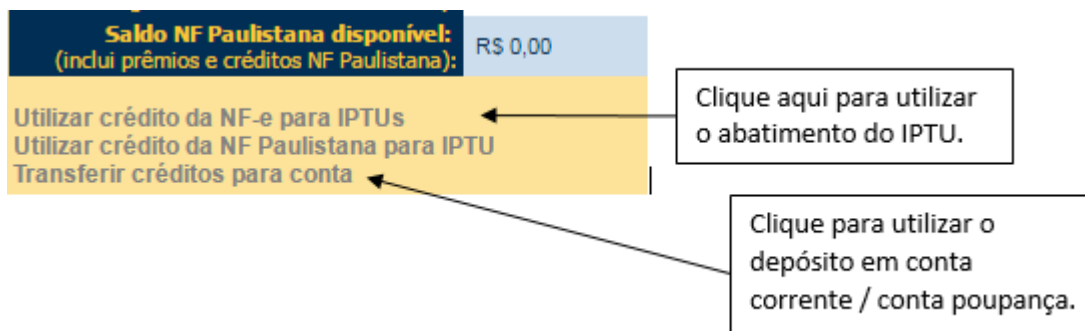 Saldo NF Paulistana disponível:
(inclui prêmios e créditos NF Paulistana):
R$ 0,00
Utilizar crédito da NF-e para IPTUs
Utilizar crédito da NF Paulistana para IPTU
Transferir créditos para conta
Clique aqui para utilizar
o abatimento do IPTU.
Clique para utilizar o
depósito em conta
corrente / conta poupança.